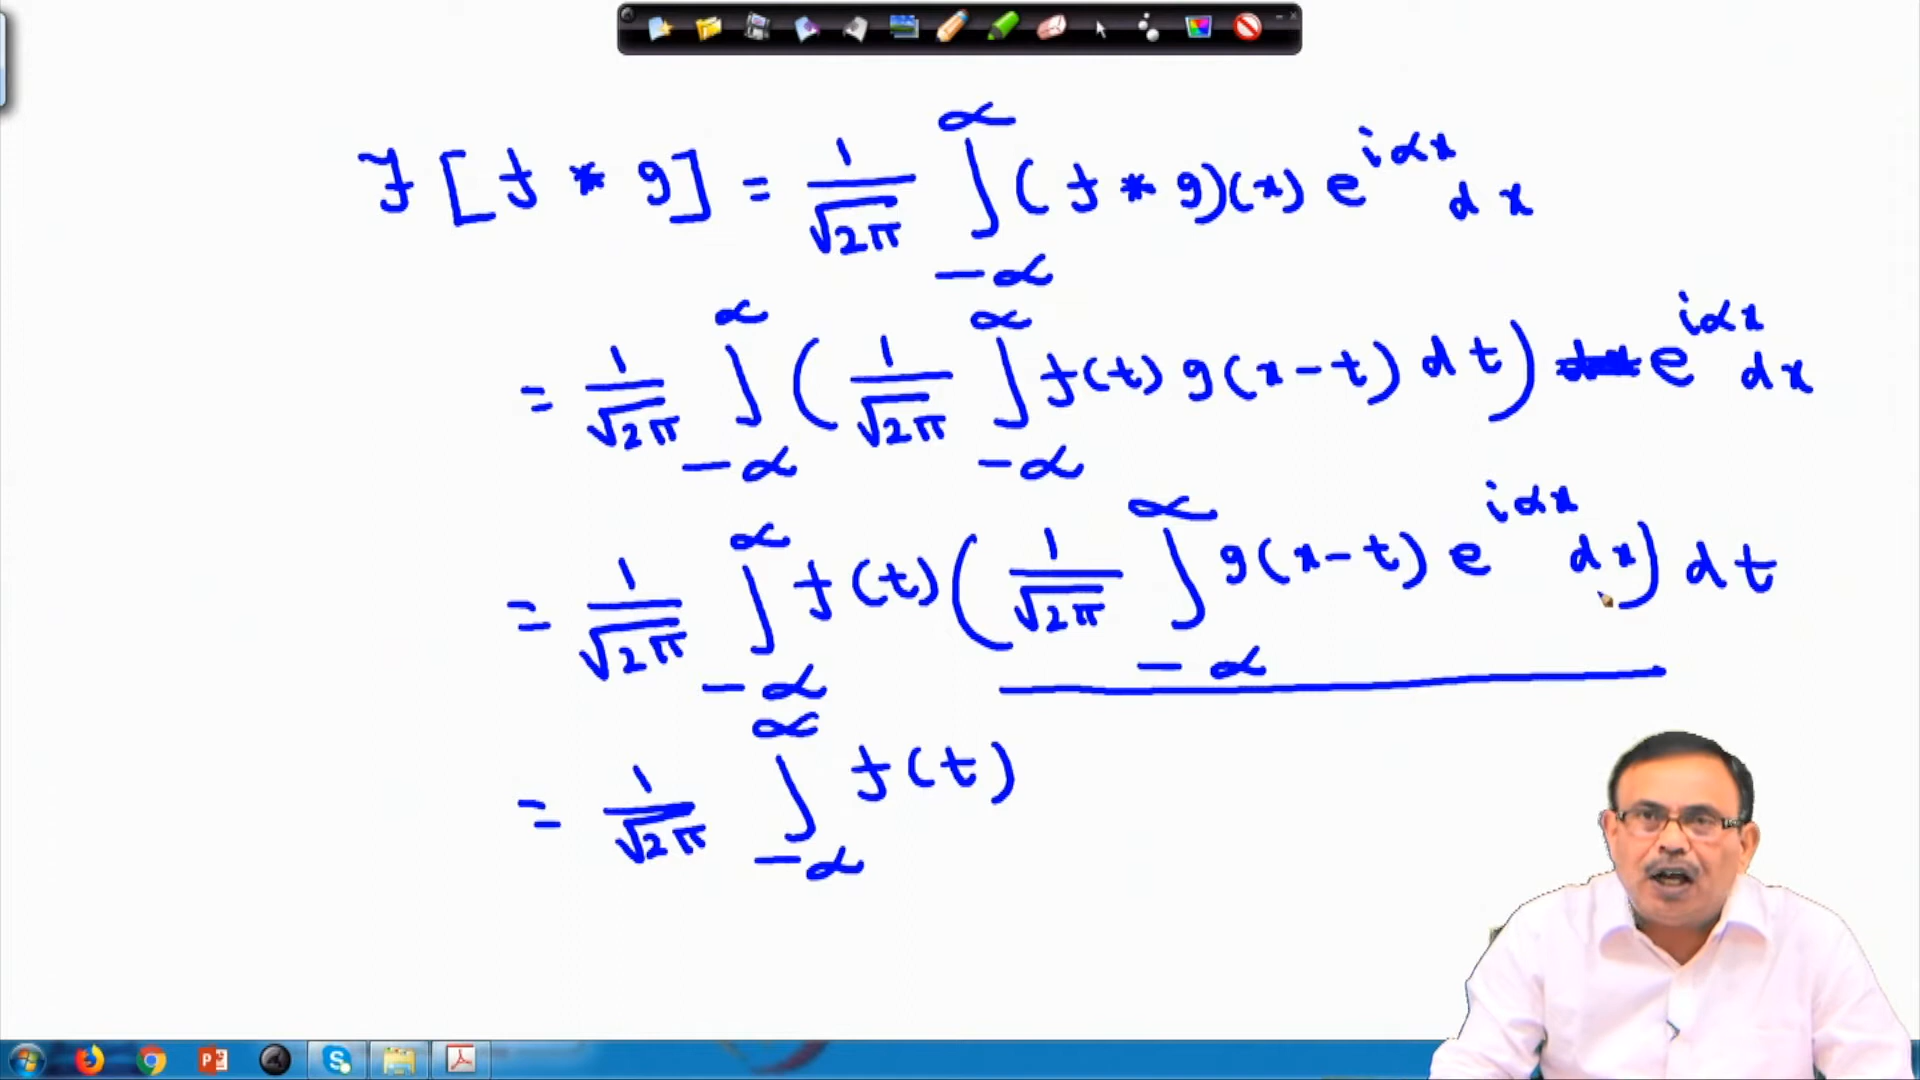 F[f * g] = 1/√2π ∫_{-∞}^{∞} (f * g)(x) e^{iαx} dx
= 1/√2π ∫_{-∞}^{∞} ( 1/√2π ∫_{-∞}^{∞} f(t) g(x-t) dt ) e^{iαx} dx
= 1/√2π ∫_{-∞}^{∞} f(t) ( 1/√2π ∫_{-∞}^{∞} g(x-t) e^{iαx} dx ) dt
= 1/√2π ∫_{-∞}^{∞} f(t)